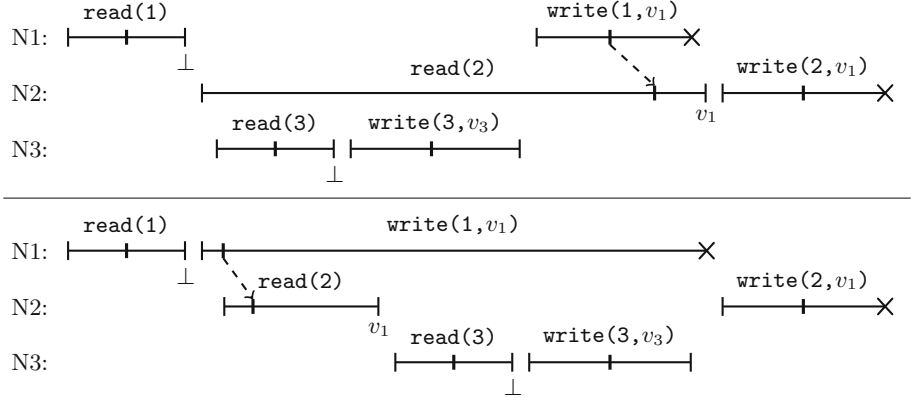 read(1) write(1, v₁)
N1:
⊥ read(2) write(2, v₁)
N2:
v₁
read(3) write(3, v₃)
N3:
⊥
read(1) write(1, v₁)
N1:
⊥ read(2) write(2, v₁)
N2:
v₁
read(3) write(3, v₃)
N3:
⊥